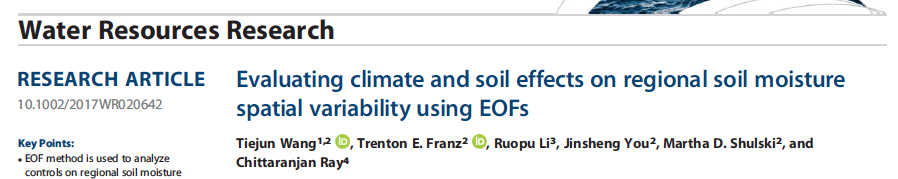 Water Resources Research
RESEARCH ARTICLE
10.1002/2017WR020642
Key Points:
• EOF method is used to analyze
controls on regional soil moisture
Evaluating climate and soil effects on regional soil moisture
spatial variability using EOFs
Tiejun Wang1,2 iD, Trenton E. Franz2 iD, Ruopu Li3, Jinsheng You2, Martha D. Shulski2, and
Chittaranjan Ray4